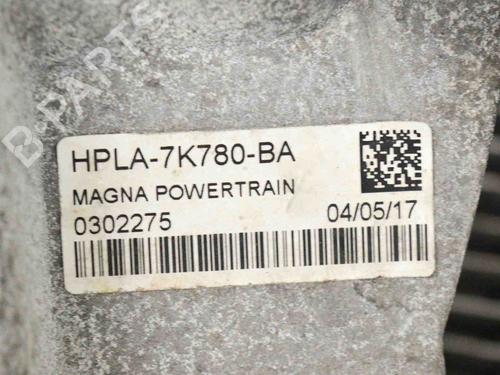 B-PARTS
HPLA-7K780-BA
MAGNA POWERTRAIN
0302275 04/05/17